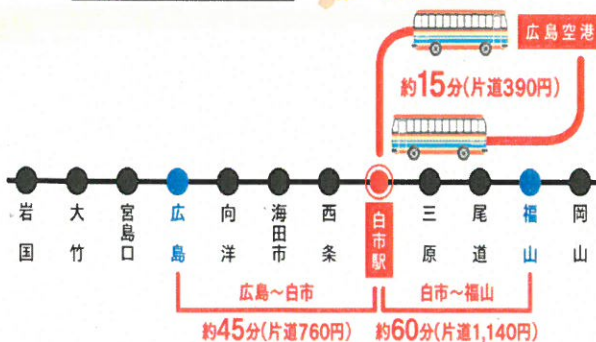 広島空港
約15分(片道390円)
岩国
大竹
宮島口
広島
向洋
海田市
西条
白市駅
三原
尾道
福山
岡山
広島～白市
白市～福山
約45分(片道760円)
約60分(片道1,140円)